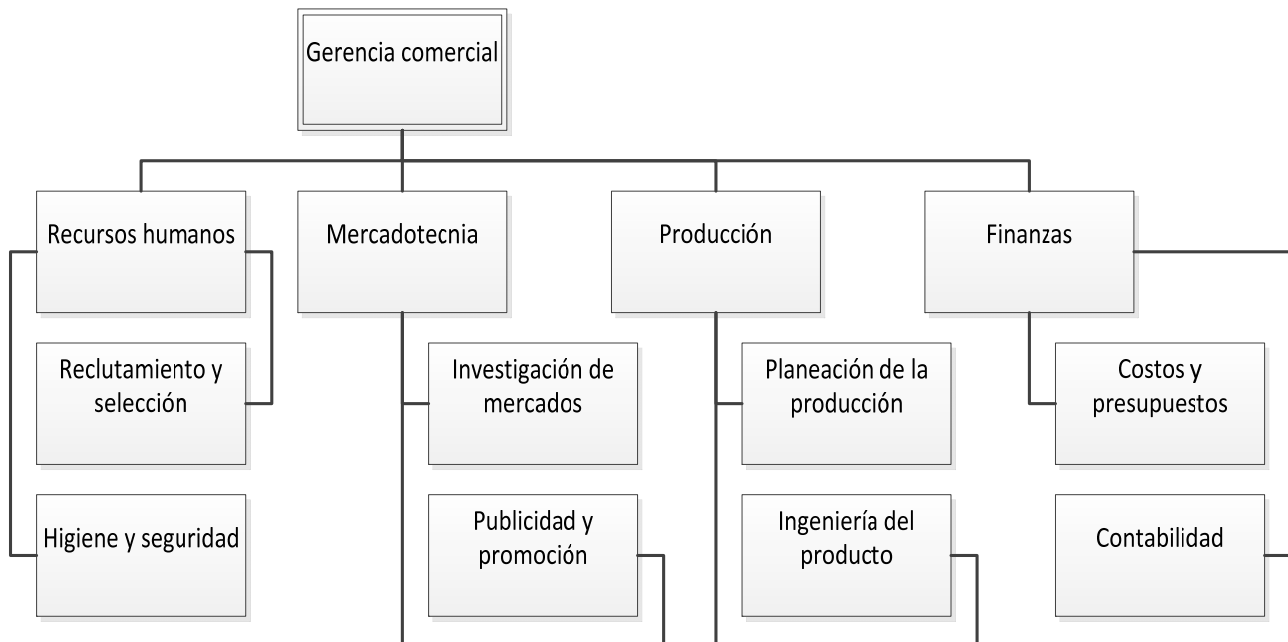 Gerencia comercial
Recursos humanos
Mercadotecnia
Producción
Finanzas
Reclutamiento y
selección
Investigación de
mercados
Planeación de la
producción
Costos y
presupuestos
Higiene y seguridad
Publicidad y
promoción
Ingeniería del
producto
Contabilidad